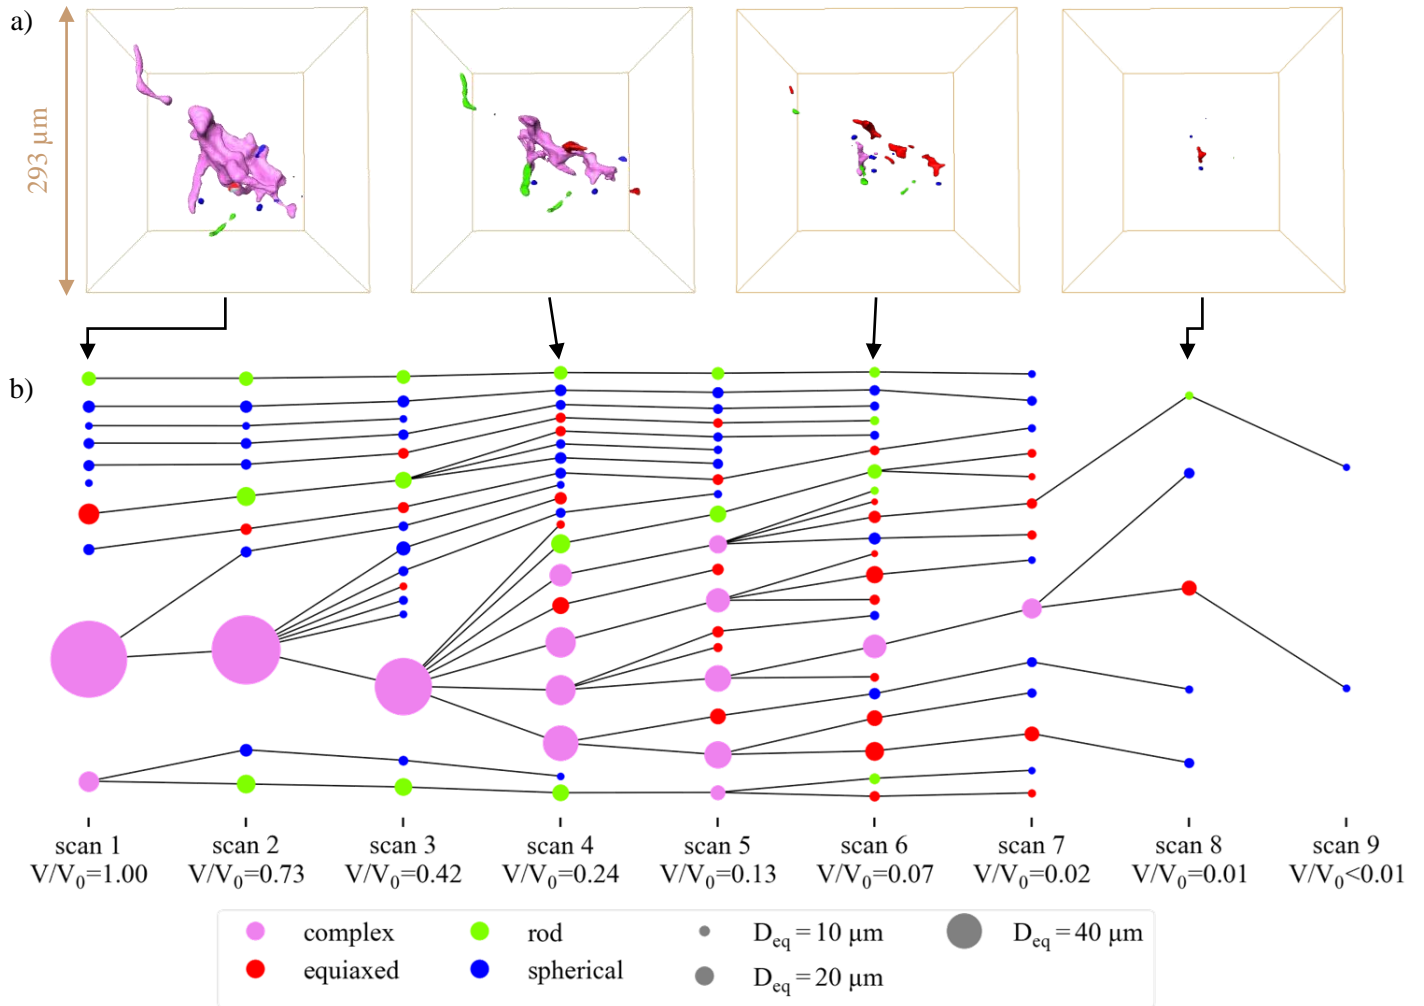 a)
293 μm
b)
scan 1 scan 2 scan 3 scan 4 scan 5 scan 6 scan 7 scan 8 scan 9
V/V₀=1.00 V/V₀=0.73 V/V₀=0.42 V/V₀=0.24 V/V₀=0.13 V/V₀=0.07 V/V₀=0.02 V/V₀=0.01 V/V₀<0.01
complex rod D_eq = 10 μm D_eq = 40 μm
equiaxed spherical D_eq = 20 μm